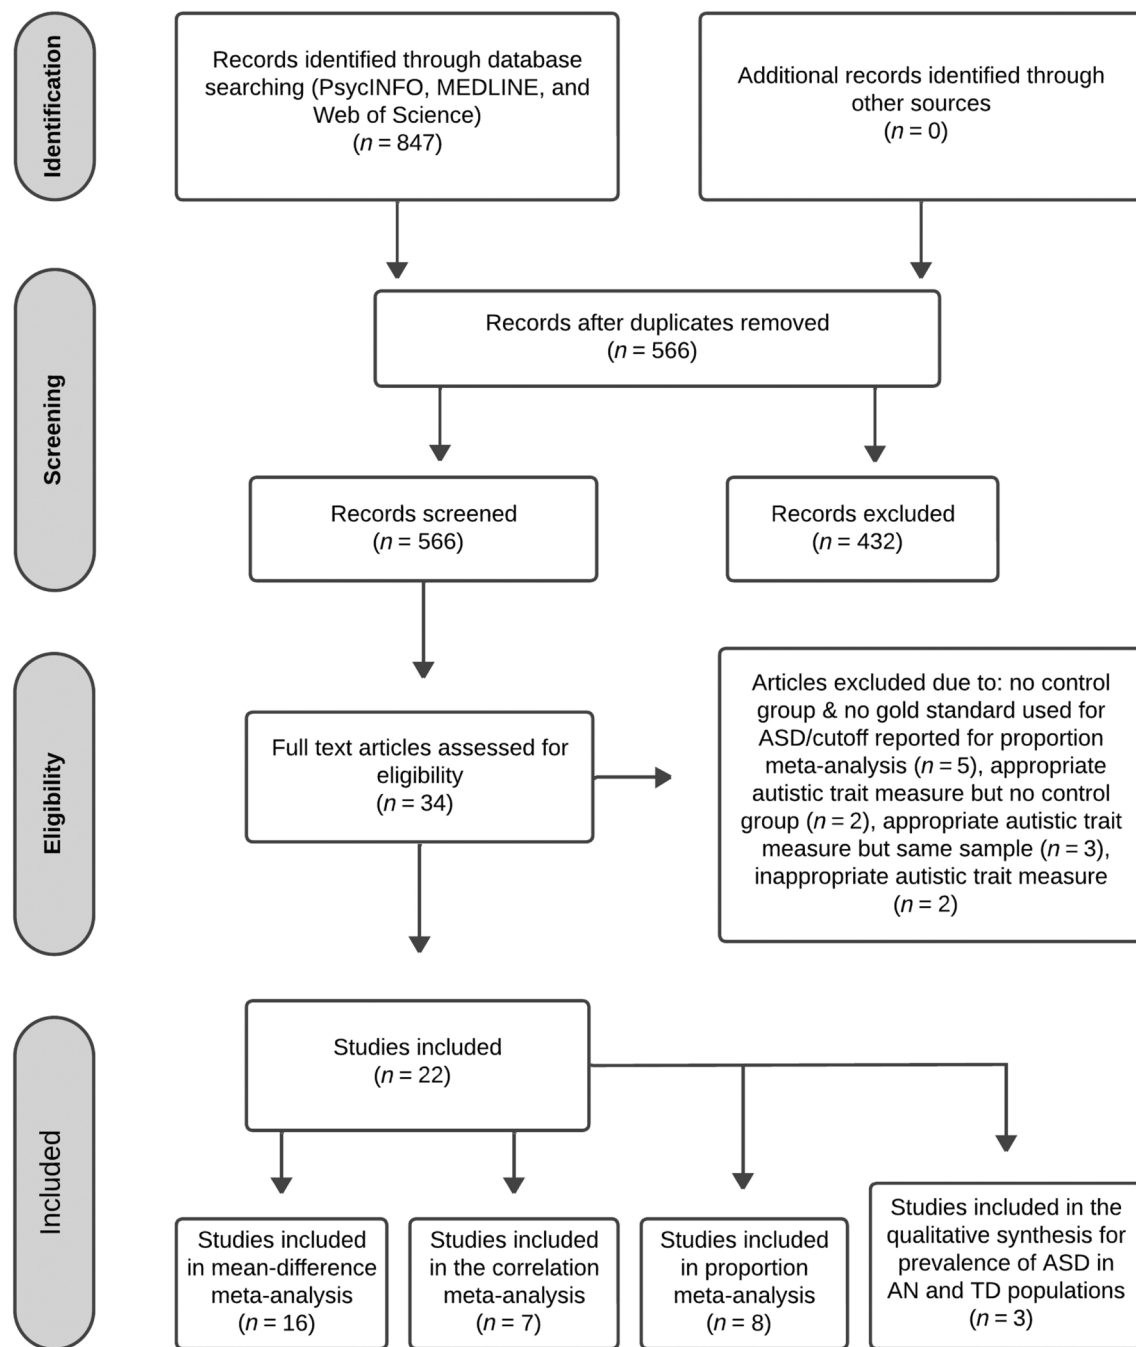 Identification
Records identified through database
searching (PsycINFO, MEDLINE, and
Web of Science)
(n = 847)
Additional records identified through
other sources
(n = 0)
Screening
Records after duplicates removed
(n = 566)
Records screened
(n = 566)
Records excluded
(n = 432)
Eligibility
Full text articles assessed for
eligibility
(n = 34)
Articles excluded due to: no control
group & no gold standard used for
ASD/cutoff reported for proportion
meta-analysis (n = 5), appropriate
autistic trait measure but no control
group (n = 2), appropriate autistic trait
measure but same sample (n = 3),
inappropriate autistic trait measure
(n = 2)
Included
Studies included
(n = 22)
Studies included
in mean-difference
meta-analysis
(n = 16)
Studies included
in the correlation
meta-analysis
(n = 7)
Studies included
in proportion
meta-analysis
(n = 8)
Studies included in the
qualitative synthesis for
prevalence of ASD in
AN and TD populations
(n = 3)